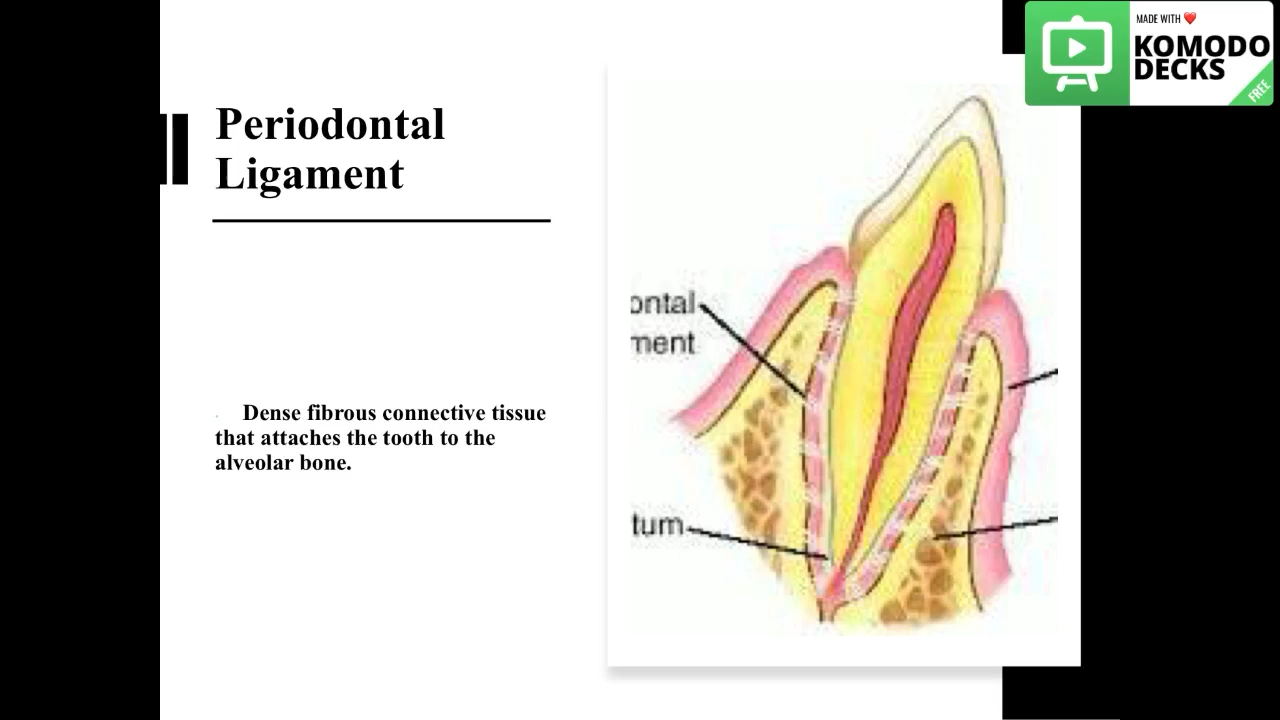 MADE WITH ❤️
KOMODO
DECKS
FREE
Periodontal
Ligament
Dense fibrous connective tissue
that attaches the tooth to the
alveolar bone.
ontal
ment
tum